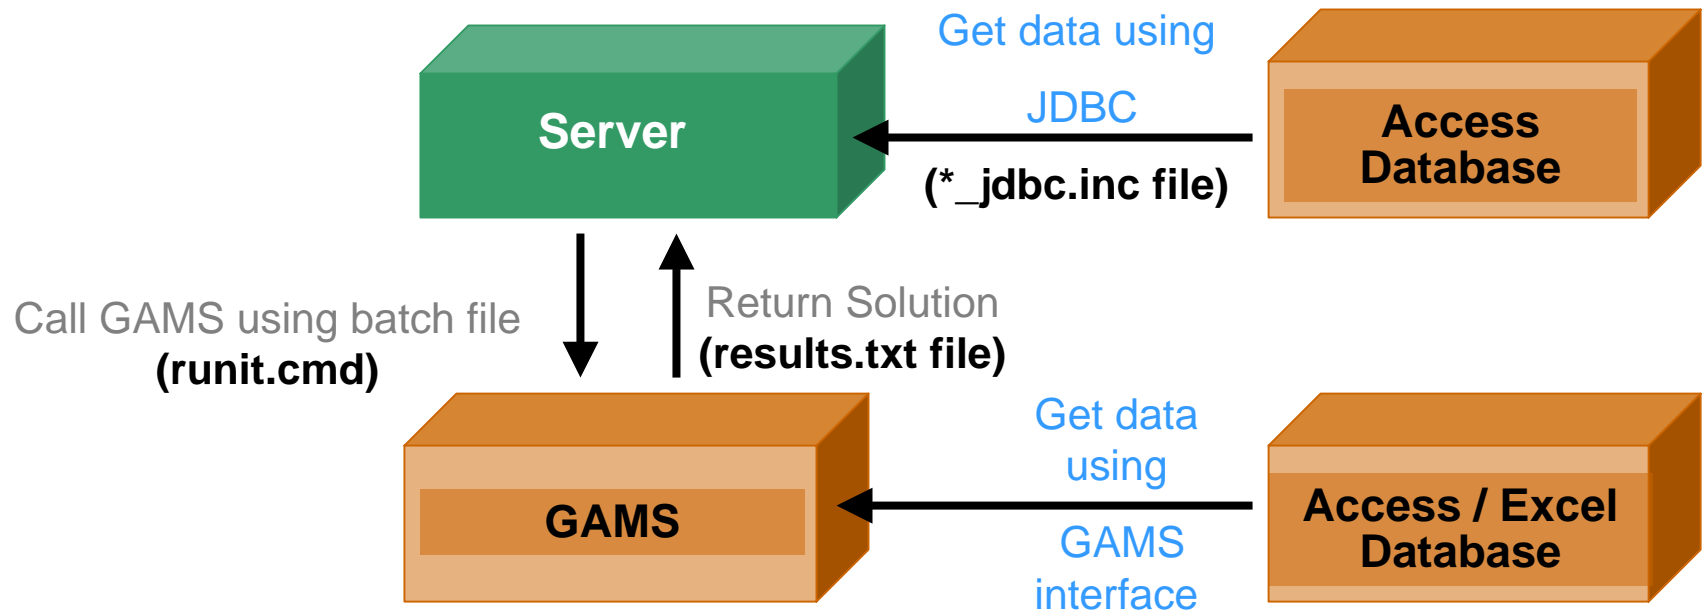 Get data using
JDBC
(*_jdbc.inc file)
Server
Access
Database
Call GAMS using batch file
(runit.cmd)
Return Solution
(results.txt file)
Get data
using
GAMS
interface
GAMS
Access / Excel
Database